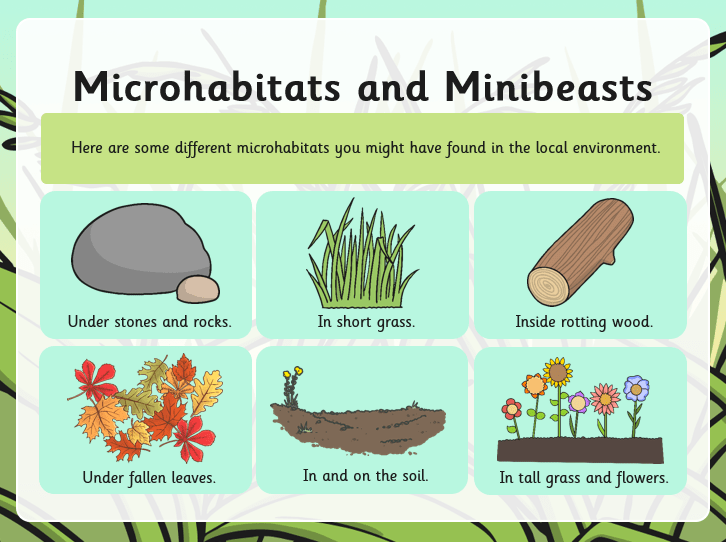 Microhabitats and Minibeasts
Here are some different microhabitats you might have found in the local environment.
Under stones and rocks.
In short grass.
Inside rotting wood.
Under fallen leaves.
In and on the soil.
In tall grass and flowers.